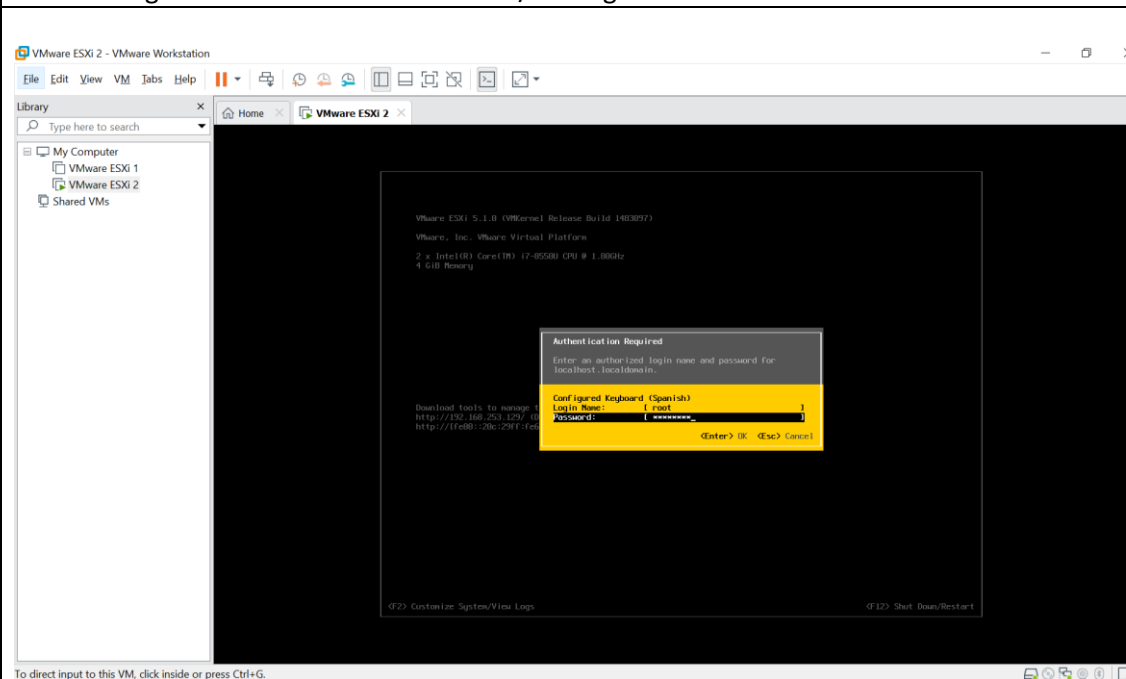 VMware ESXi 2 - VMware Workstation
File Edit View VM Tabs Help
Library
Type here to search
Home
VMware ESXi 2
My Computer
VMware ESXi 1
VMware ESXi 2
Shared VMs
VMware ESXi 5.1.0 (VMKernel Release Build 1483097)
VMware, Inc. VMware Virtual Platform
2 x Intel(R) Core(TM) i7-8550U CPU @ 1.80GHz
4 GiB Memory
Authentication Required
Enter an authorized login name and password for
localhost.localdomain.
Configured Keyboard (Spanish)
Login Name: [ root ]
Password: [ ********_ ]
<Enter> OK <Esc> Cancel
Download tools to manage t
http://192.168.253.129/
http://[fe80::20c:29ff:fe6
<F2> Customize System/View Logs
<F12> Shut Down/Restart
To direct input to this VM, click inside or press Ctrl+G.